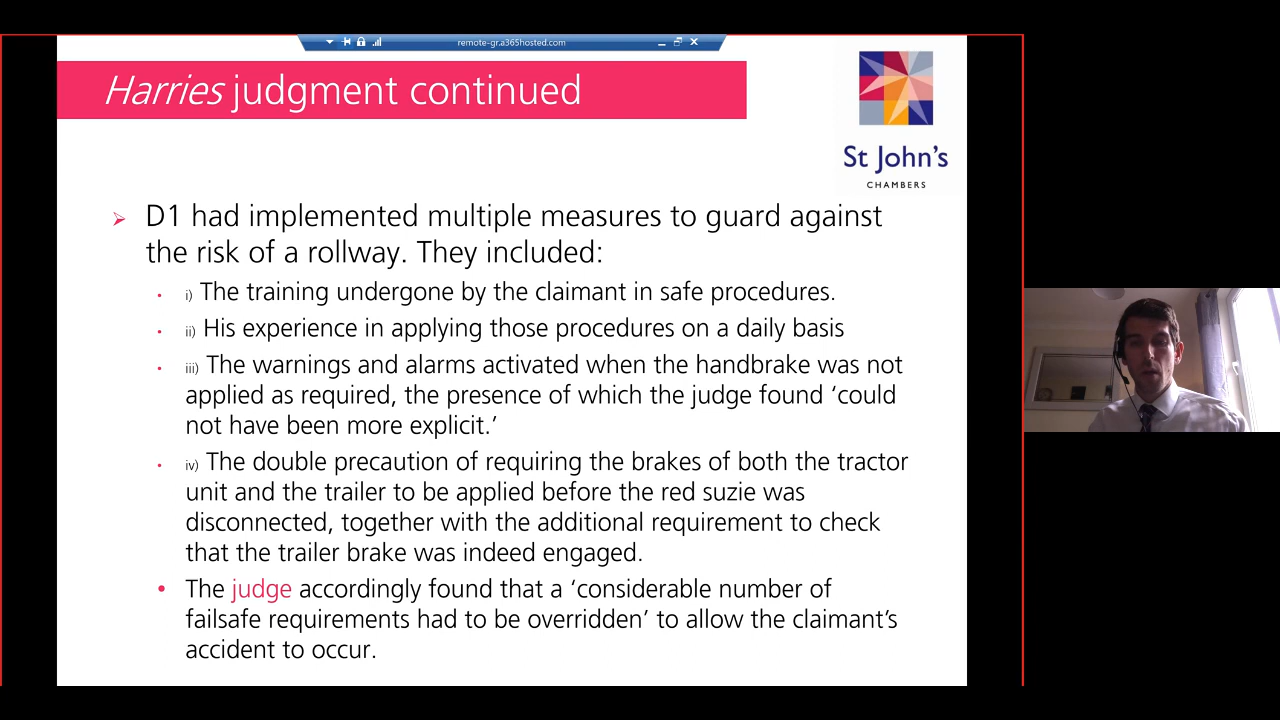 remote-gr.a365hosted.com
Harries judgment continued
St John's
CHAMBERS
D1 had implemented multiple measures to guard against
the risk of a rollway. They included:
i) The training undergone by the claimant in safe procedures.
ii) His experience in applying those procedures on a daily basis
iii) The warnings and alarms activated when the handbrake was not
applied as required, the presence of which the judge found ‘could
not have been more explicit.’
iv) The double precaution of requiring the brakes of both the tractor
unit and the trailer to be applied before the red suzie was
disconnected, together with the additional requirement to check
that the trailer brake was indeed engaged.
The judge accordingly found that a ‘considerable number of
failsafe requirements had to be overridden’ to allow the claimant’s
accident to occur.